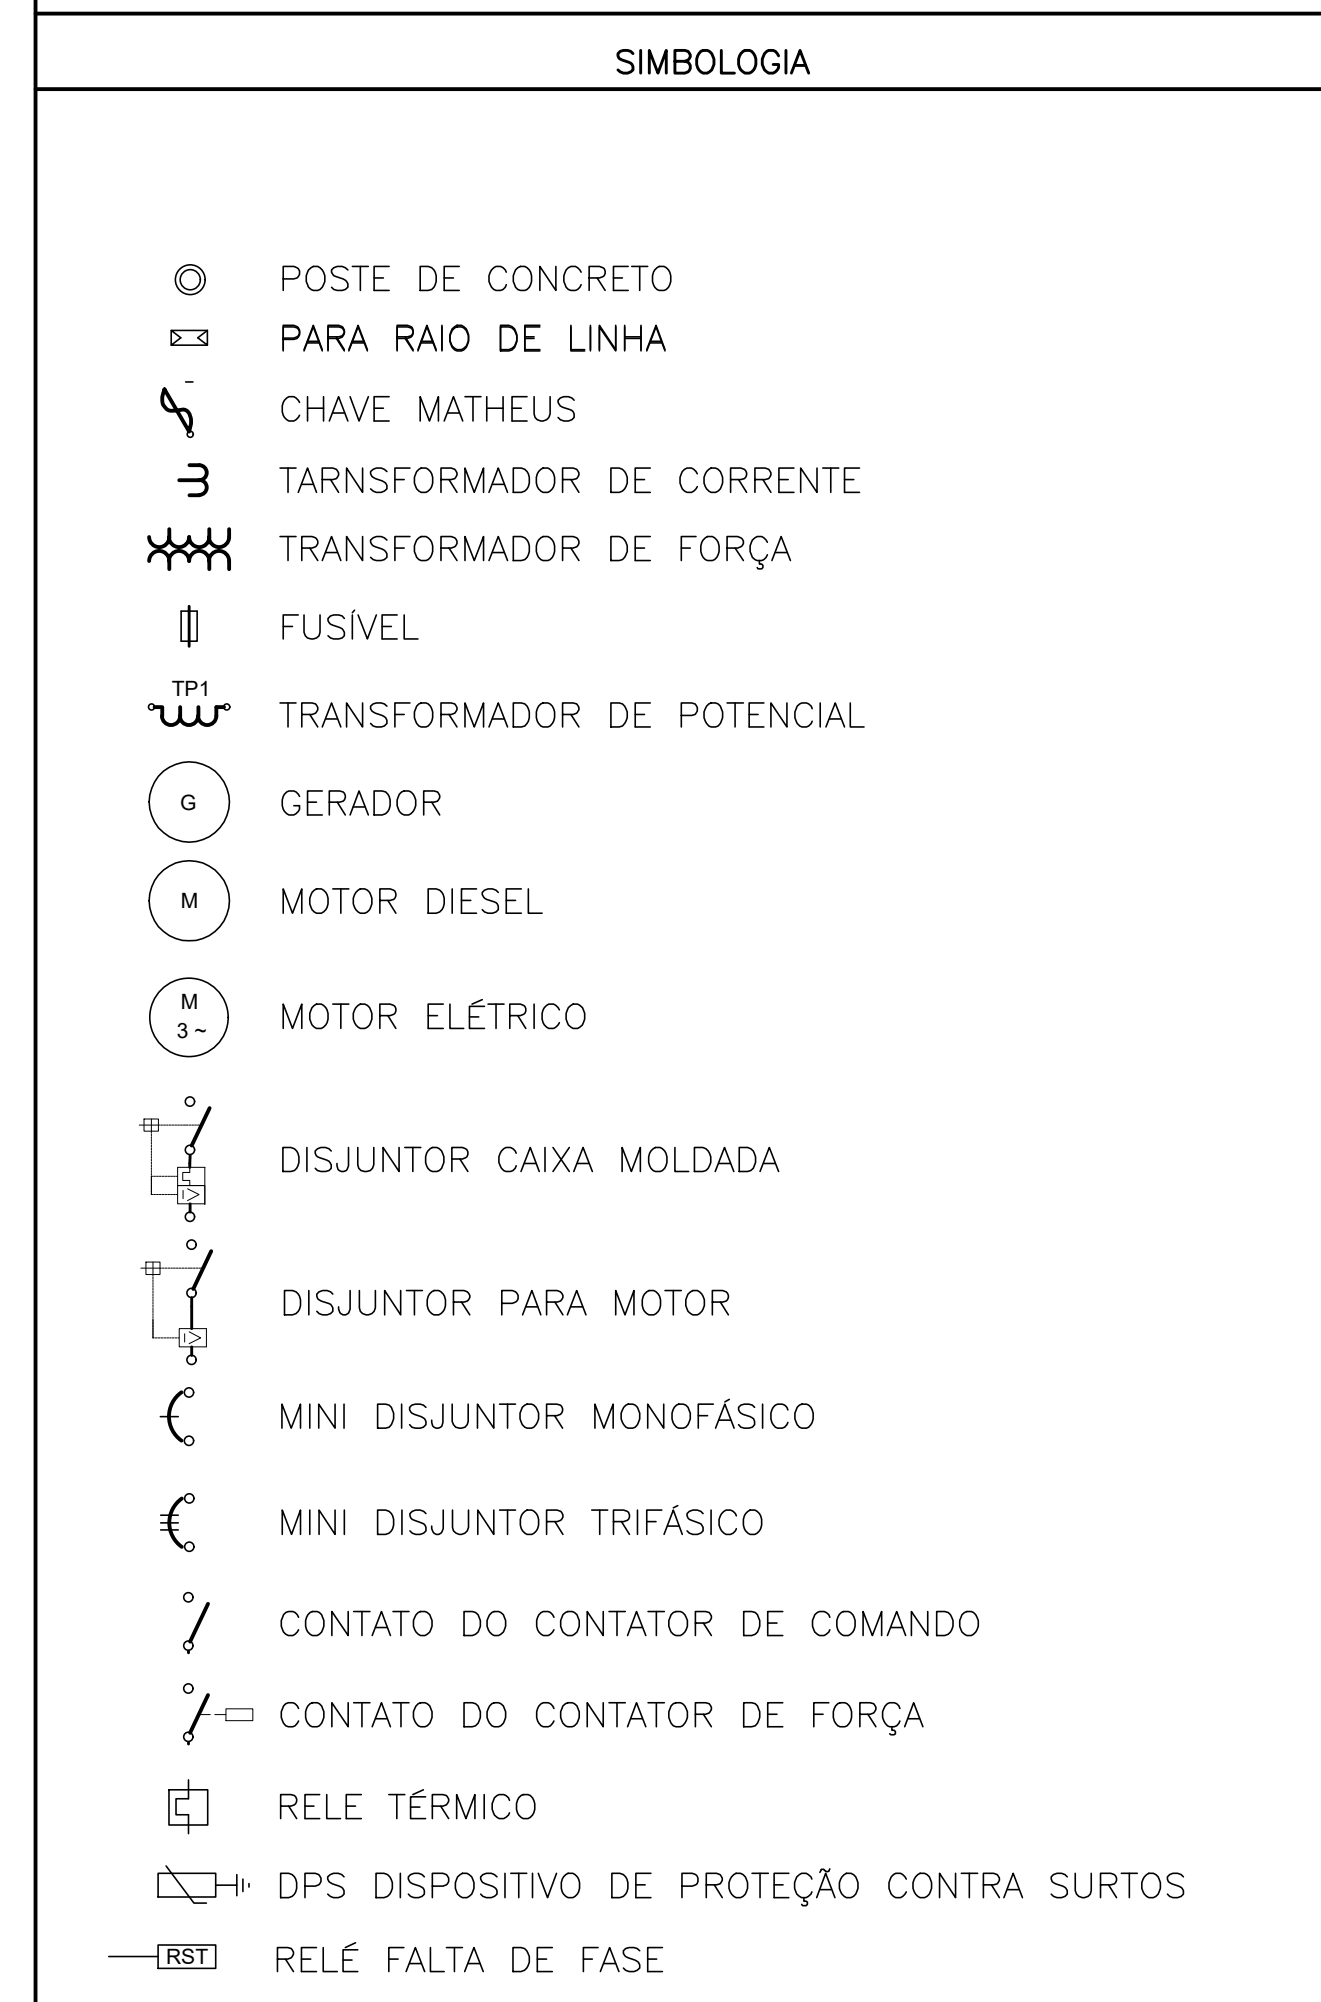 SIMBOLOGIA
POSTE DE CONCRETO
PARA RAIO DE LINHA
CHAVE MATHEUS
TARNSFORMADOR DE CORRENTE
TRANSFORMADOR DE FORÇA
FUSÍVEL
TP1
TRANSFORMADOR DE POTENCIAL
G GERADOR
M MOTOR DIESEL
M
3 ~
MOTOR ELÉTRICO
DISJUNTOR CAIXA MOLDADA
I>
DISJUNTOR PARA MOTOR
I>
MINI DISJUNTOR MONOFÁSICO
MINI DISJUNTOR TRIFÁSICO
CONTATO DO CONTATOR DE COMANDO
CONTATO DO CONTATOR DE FORÇA
RELE TÉRMICO
DPS DISPOSITIVO DE PROTEÇÃO CONTRA SURTOS
RST RELÉ FALTA DE FASE